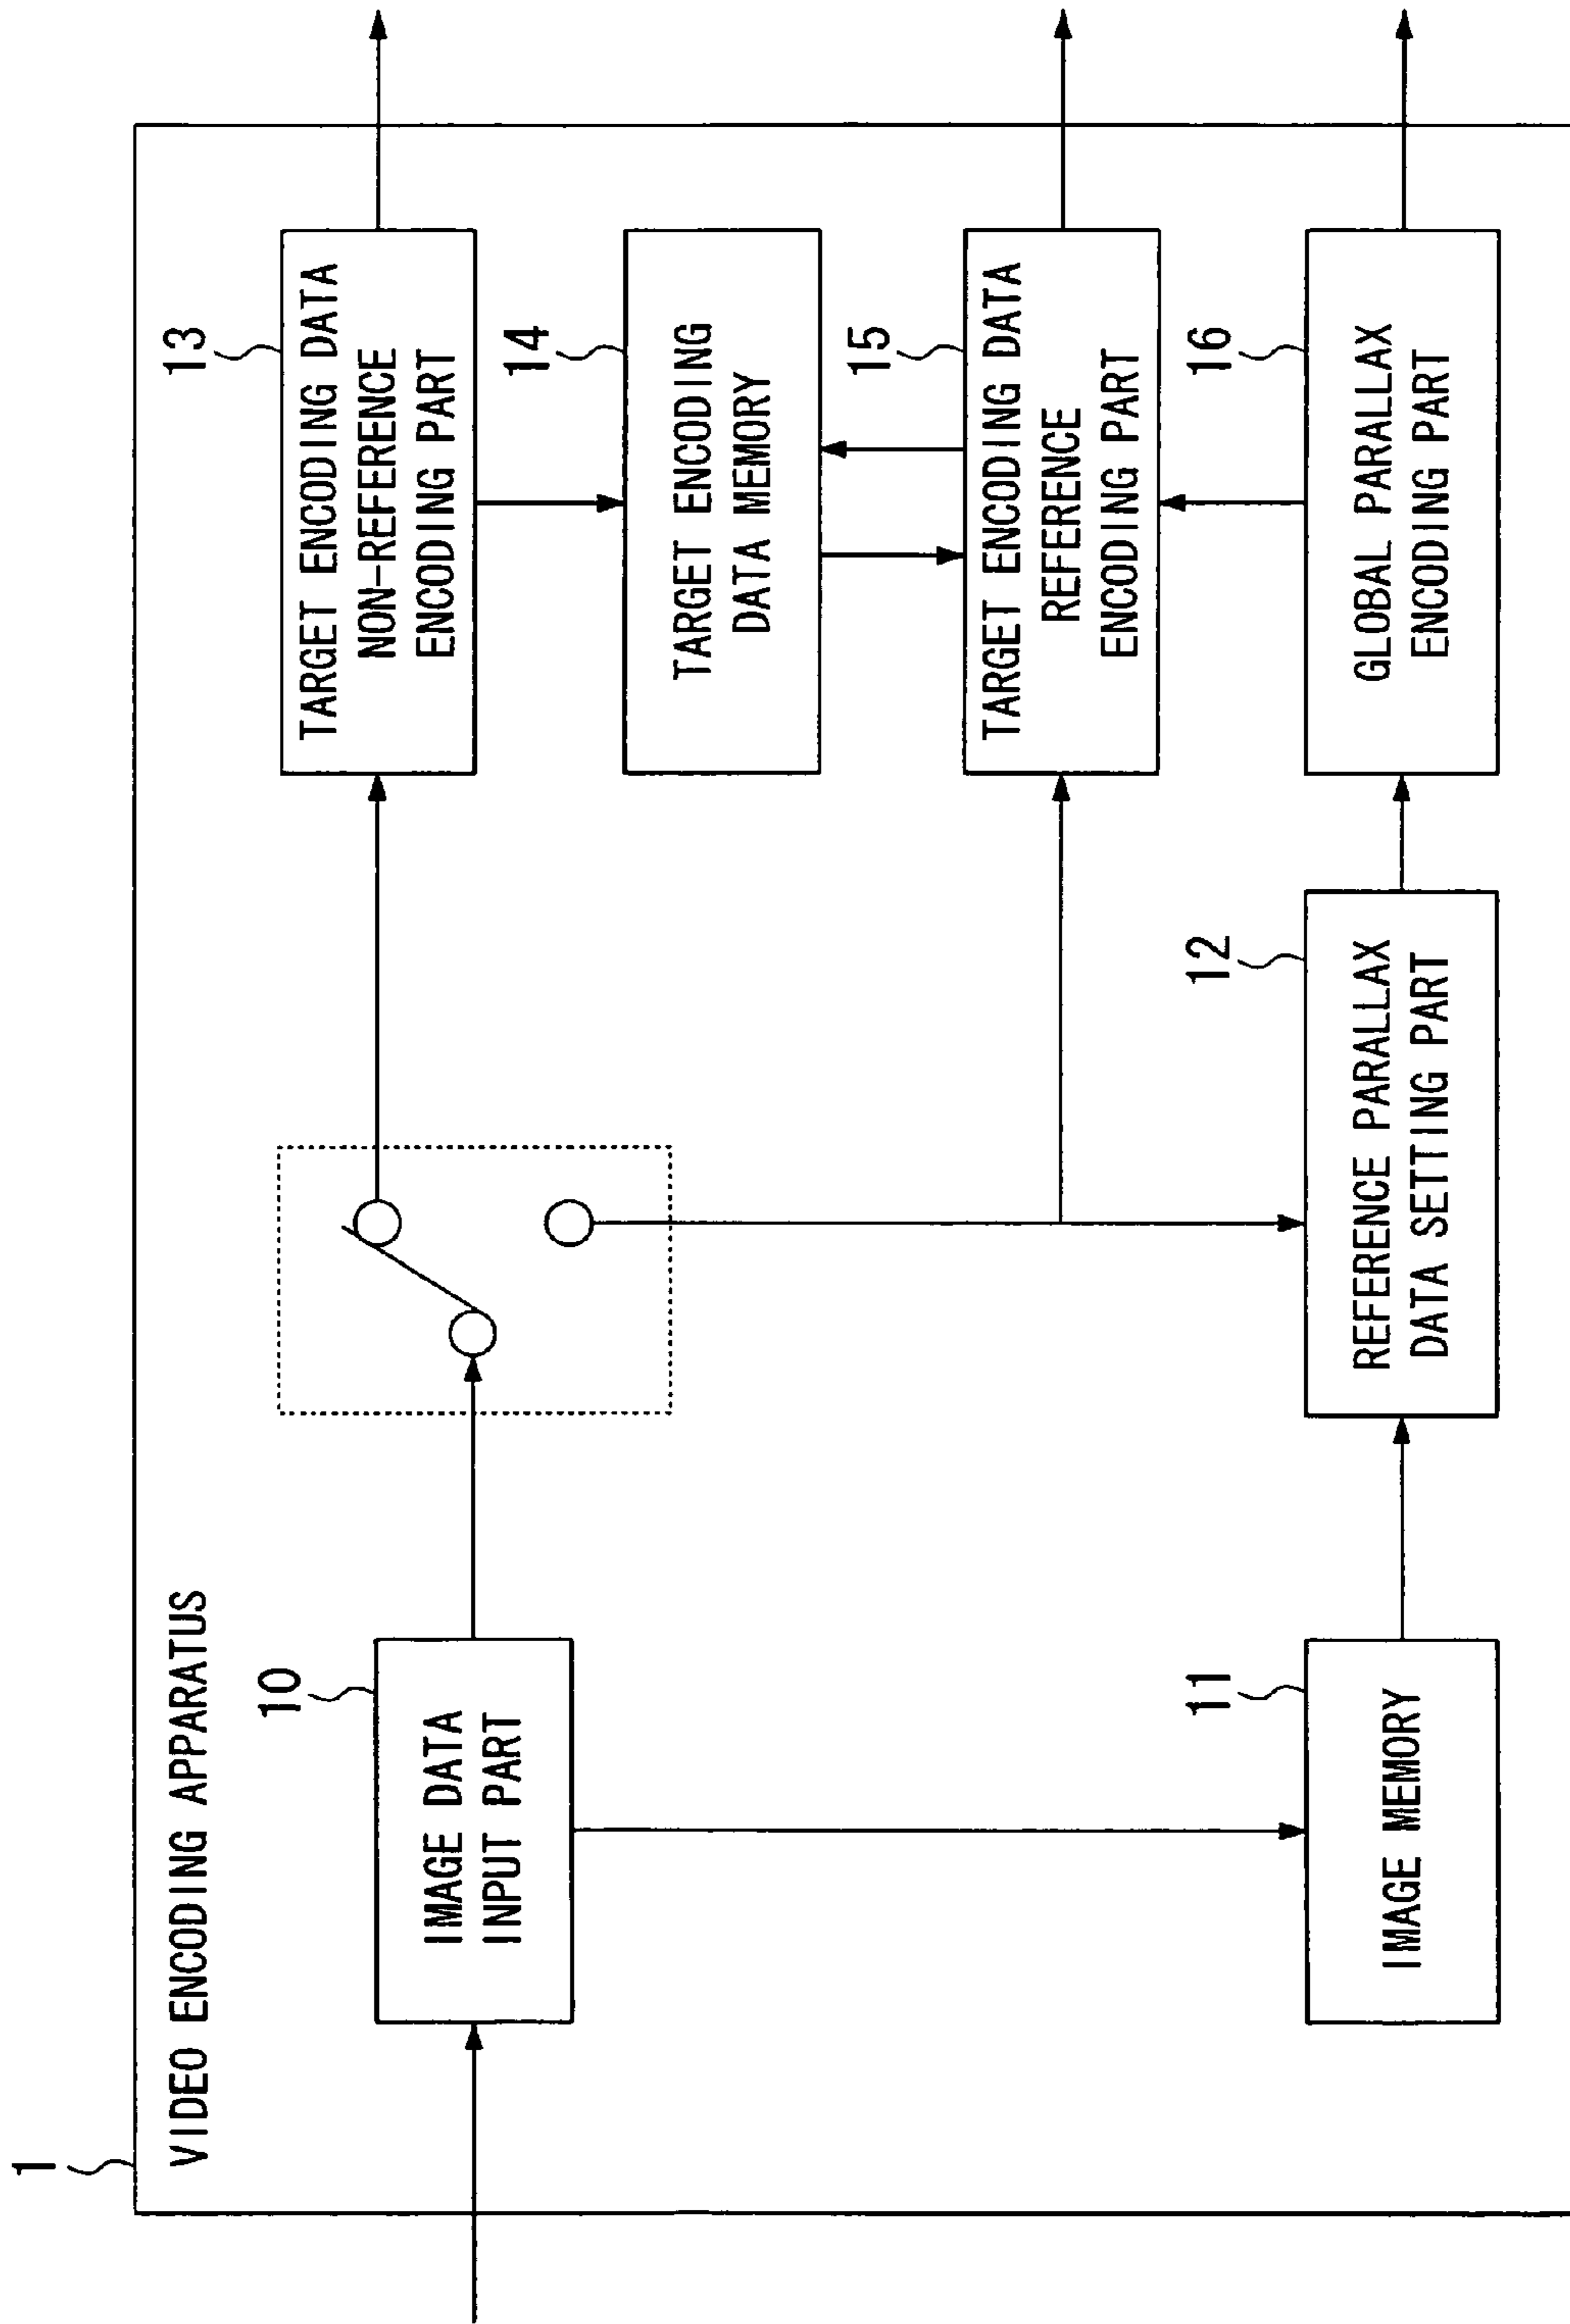 1
VIDEO ENCODING APPARATUS
10
IMAGE DATA
INPUT PART
13
TARGET ENCODING DATA
NON-REFERENCE
ENCODING PART
14
TARGET ENCODING
DATA MEMORY
15
TARGET ENCODING DATA
REFERENCE
ENCODING PART
11
IMAGE MEMORY
12
REFERENCE PARALLAX
DATA SETTING PART
16
GLOBAL PARALLAX
ENCODING PART